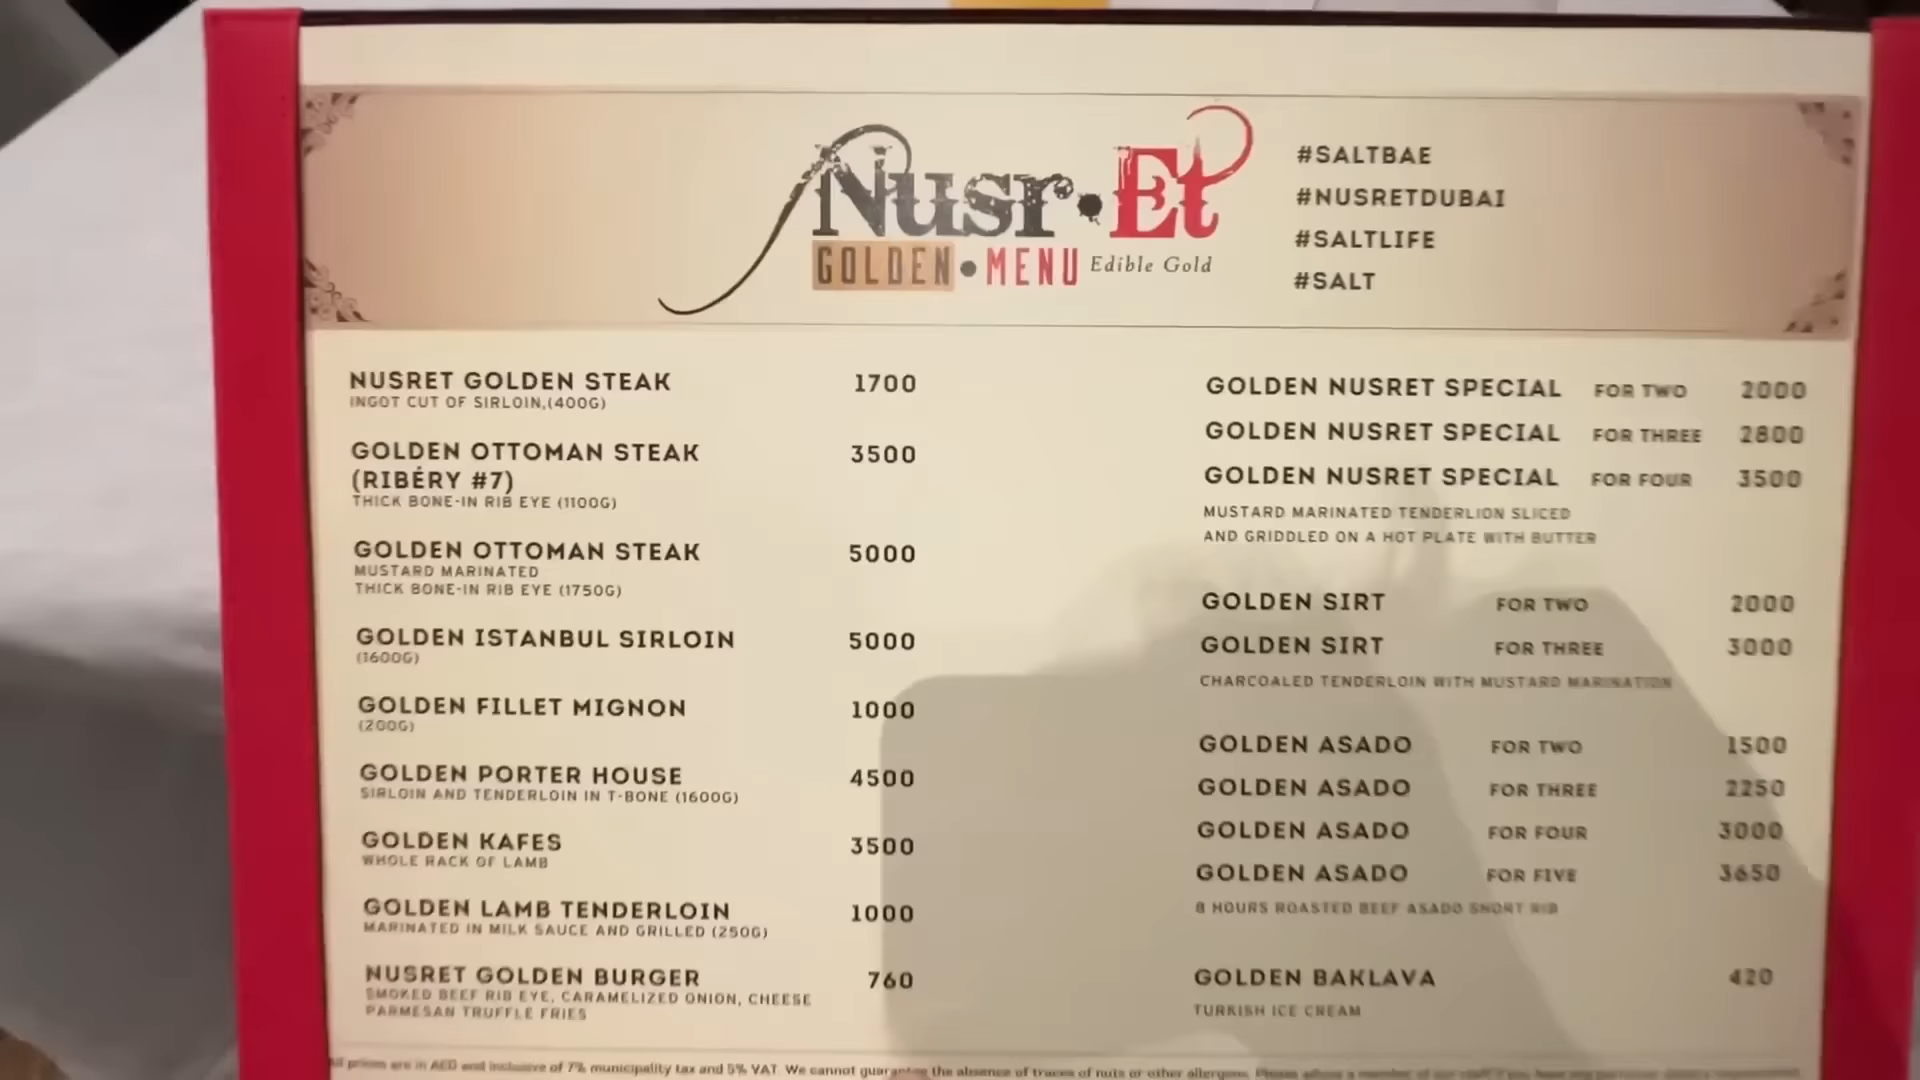 Nusr•Et
GOLDEN•MENU Edible Gold
#SALTBAE
#NUSRETDUBAI
#SALTLIFE
#SALT
NUSRET GOLDEN STEAK 1700
INGOT CUT OF SIRLOIN,(400G)
GOLDEN OTTOMAN STEAK 3500
(RIBÉRY #7)
THICK BONE-IN RIB EYE (1100G)
GOLDEN OTTOMAN STEAK 5000
MUSTARD MARINATED
THICK BONE-IN RIB EYE (1750G)
GOLDEN ISTANBUL SIRLOIN 5000
(1600G)
GOLDEN FILLET MIGNON 1000
(200G)
GOLDEN PORTER HOUSE 4500
SIRLOIN AND TENDERLOIN IN T-BONE (1600G)
GOLDEN KAFES 3500
WHOLE RACK OF LAMB
GOLDEN LAMB TENDERLOIN 1000
MARINATED IN MILK SAUCE AND GRILLED (250G)
NUSRET GOLDEN BURGER 760
SMOKED BEEF RIB EYE, CARAMELIZED ONION, CHEESE
PARMESAN TRUFFLE FRIES
GOLDEN NUSRET SPECIAL FOR TWO 2000
GOLDEN NUSRET SPECIAL FOR THREE 2800
GOLDEN NUSRET SPECIAL FOR FOUR 3500
MUSTARD MARINATED TENDERLION SLICED
AND GRIDDLED ON A HOT PLATE WITH BUTTER
GOLDEN SIRT FOR TWO 2000
GOLDEN SIRT FOR THREE 3000
CHARCOALED TENDERLOIN WITH MUSTARD MARINATION
GOLDEN ASADO FOR TWO 1500
GOLDEN ASADO FOR THREE 2250
GOLDEN ASADO FOR FOUR 3000
GOLDEN ASADO FOR FIVE 3650
8 HOURS ROASTED BEEF ASADO SHORT RIB
GOLDEN BAKLAVA 420
TURKISH ICE CREAM
All prices are in AED and inclusive of 7% municipality tax and 5% VAT. We cannot guarantee the absence of traces of nuts or other allergens.